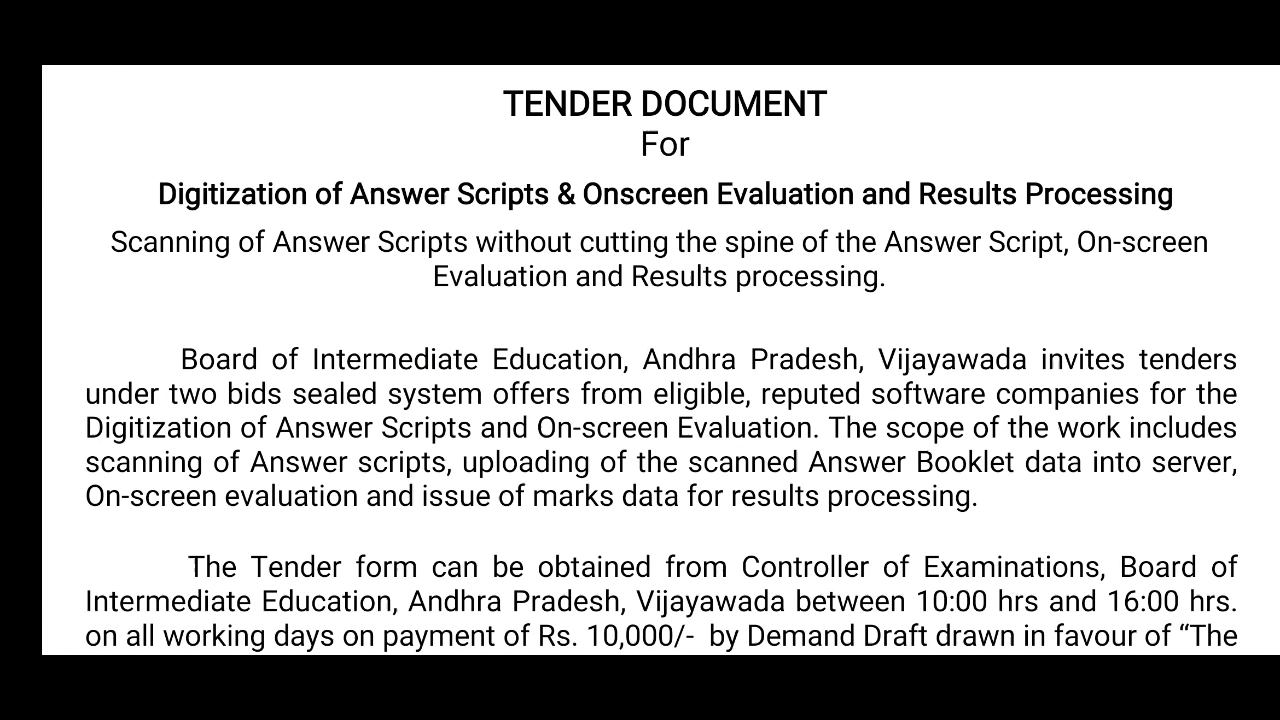 TENDER DOCUMENT
For
Digitization of Answer Scripts & Onscreen Evaluation and Results Processing
Scanning of Answer Scripts without cutting the spine of the Answer Script, On-screen
Evaluation and Results processing.
Board of Intermediate Education, Andhra Pradesh, Vijayawada invites tenders
under two bids sealed system offers from eligible, reputed software companies for the
Digitization of Answer Scripts and On-screen Evaluation. The scope of the work includes
scanning of Answer scripts, uploading of the scanned Answer Booklet data into server,
On-screen evaluation and issue of marks data for results processing.
The Tender form can be obtained from Controller of Examinations, Board of
Intermediate Education, Andhra Pradesh, Vijayawada between 10:00 hrs and 16:00 hrs.
on all working days on payment of Rs. 10,000/- by Demand Draft drawn in favour of “The